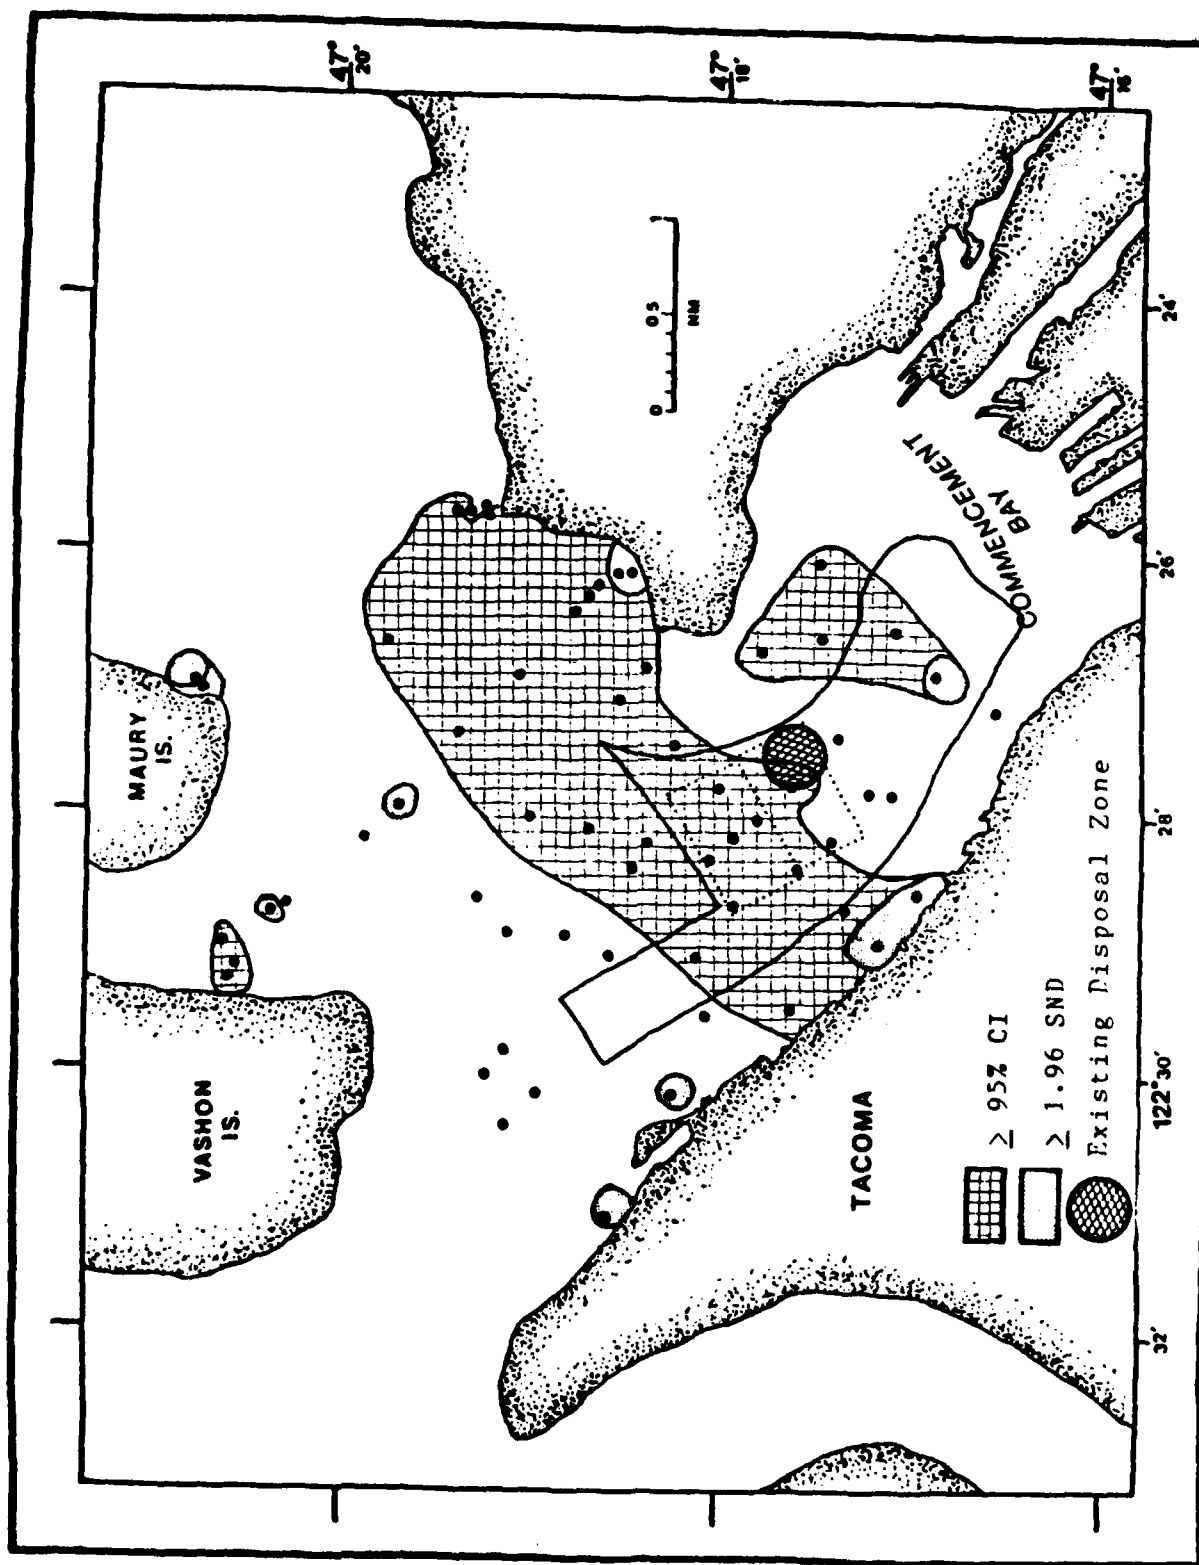 47°
20'
47°
18'
47°
16'
MAURY
IS.
VASHON
IS.
0 0.5 1
NM
COMMENCEMENT
BAY
TACOMA
≥ 95% CI
≥ 1.96 SND
Existing Disposal Zone
32'
122°30'
28'
26'
24'